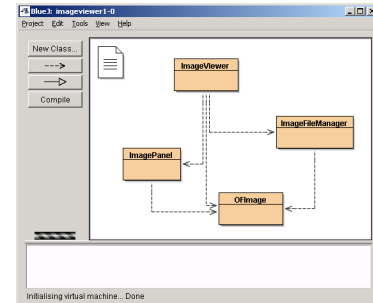 BlueJ: imageviewer1-0
Project Edit Tools View Help
New Class...
--->
Compile
ImageViewer
ImageFileManager
ImagePanel
OFImage
Initialising virtual machine... Done